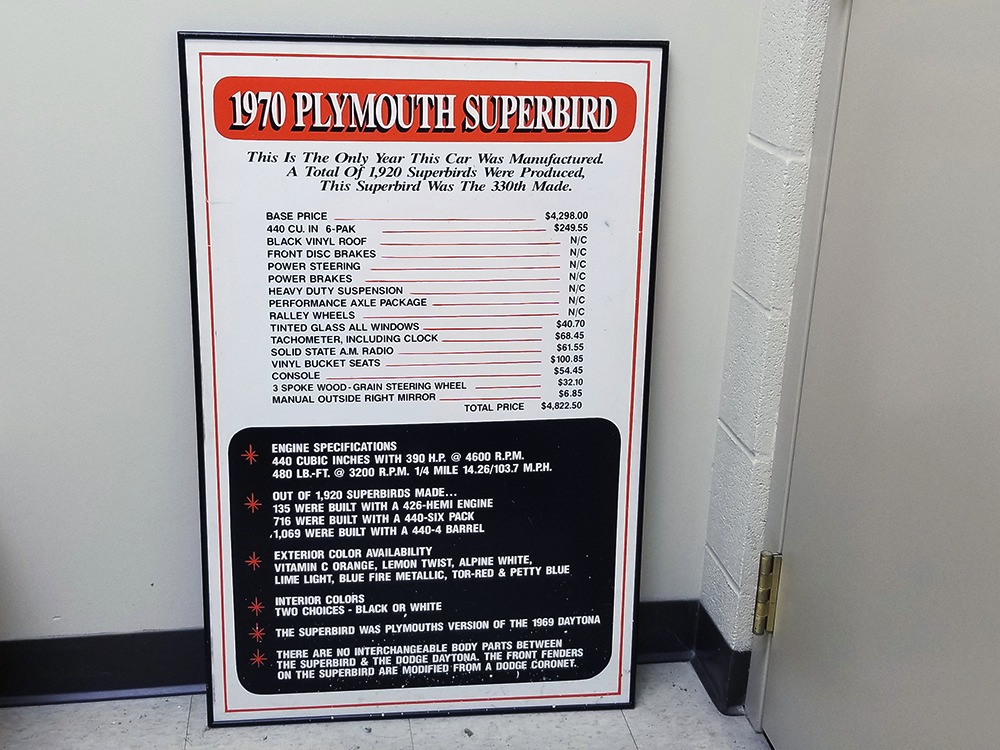 1970 PLYMOUTH SUPERBIRD
This Is The Only Year This Car Was Manufactured.
A Total Of 1,920 Superbirds Were Produced,
This Superbird Was The 330th Made.
BASE PRICE $4,298.00
440 CU. IN 6-PAK $249.55
BLACK VINYL ROOF N/C
FRONT DISC BRAKES N/C
POWER STEERING N/C
POWER BRAKES N/C
HEAVY DUTY SUSPENSION N/C
PERFORMANCE AXLE PACKAGE N/C
RALLEY WHEELS N/C
TINTED GLASS ALL WINDOWS $40.70
TACHOMETER, INCLUDING CLOCK $68.45
SOLID STATE A.M. RADIO $61.55
VINYL BUCKET SEATS $100.85
CONSOLE $54.45
3 SPOKE WOOD-GRAIN STEERING WHEEL $32.10
MANUAL OUTSIDE RIGHT MIRROR $6.85
TOTAL PRICE $4,822.50
ENGINE SPECIFICATIONS
440 CUBIC INCHES WITH 390 H.P. @ 4600 R.P.M.
480 LB.-FT. @ 3200 R.P.M. 1/4 MILE 14.26/103.7 M.P.H.
OUT OF 1,920 SUPERBIRDS MADE...
135 WERE BUILT WITH A 426-HEMI ENGINE
716 WERE BUILT WITH A 440-SIX PACK
1,069 WERE BUILT WITH A 440-4 BARREL
EXTERIOR COLOR AVAILABILITY
VITAMIN C ORANGE, LEMON TWIST, ALPINE WHITE,
LIME LIGHT, BLUE FIRE METALLIC, TOR-RED & PETTY BLUE
INTERIOR COLORS
TWO CHOICES - BLACK OR WHITE
THE SUPERBIRD WAS PLYMOUTHS VERSION OF THE 1969 DAYTONA
THERE ARE NO INTERCHANGEABLE BODY PARTS BETWEEN
THE SUPERBIRD & THE DODGE DAYTONA. THE FRONT FENDERS
ON THE SUPERBIRD ARE MODIFIED FROM A DODGE CORONET.